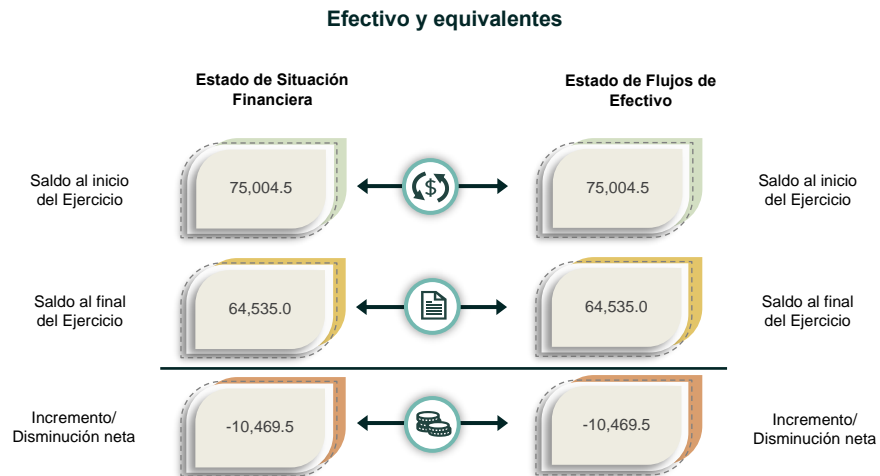 Efectivo y equivalentes
Estado de Situación
Financiera
Estado de Flujos de
Efectivo
Saldo al inicio
del Ejercicio
75,004.5
$
75,004.5
Saldo al inicio
del Ejercicio
Saldo al final
del Ejercicio
64,535.0
64,535.0
Saldo al final
del Ejercicio
Incremento/
Disminución neta
-10,469.5
-10,469.5
Incremento/
Disminución neta